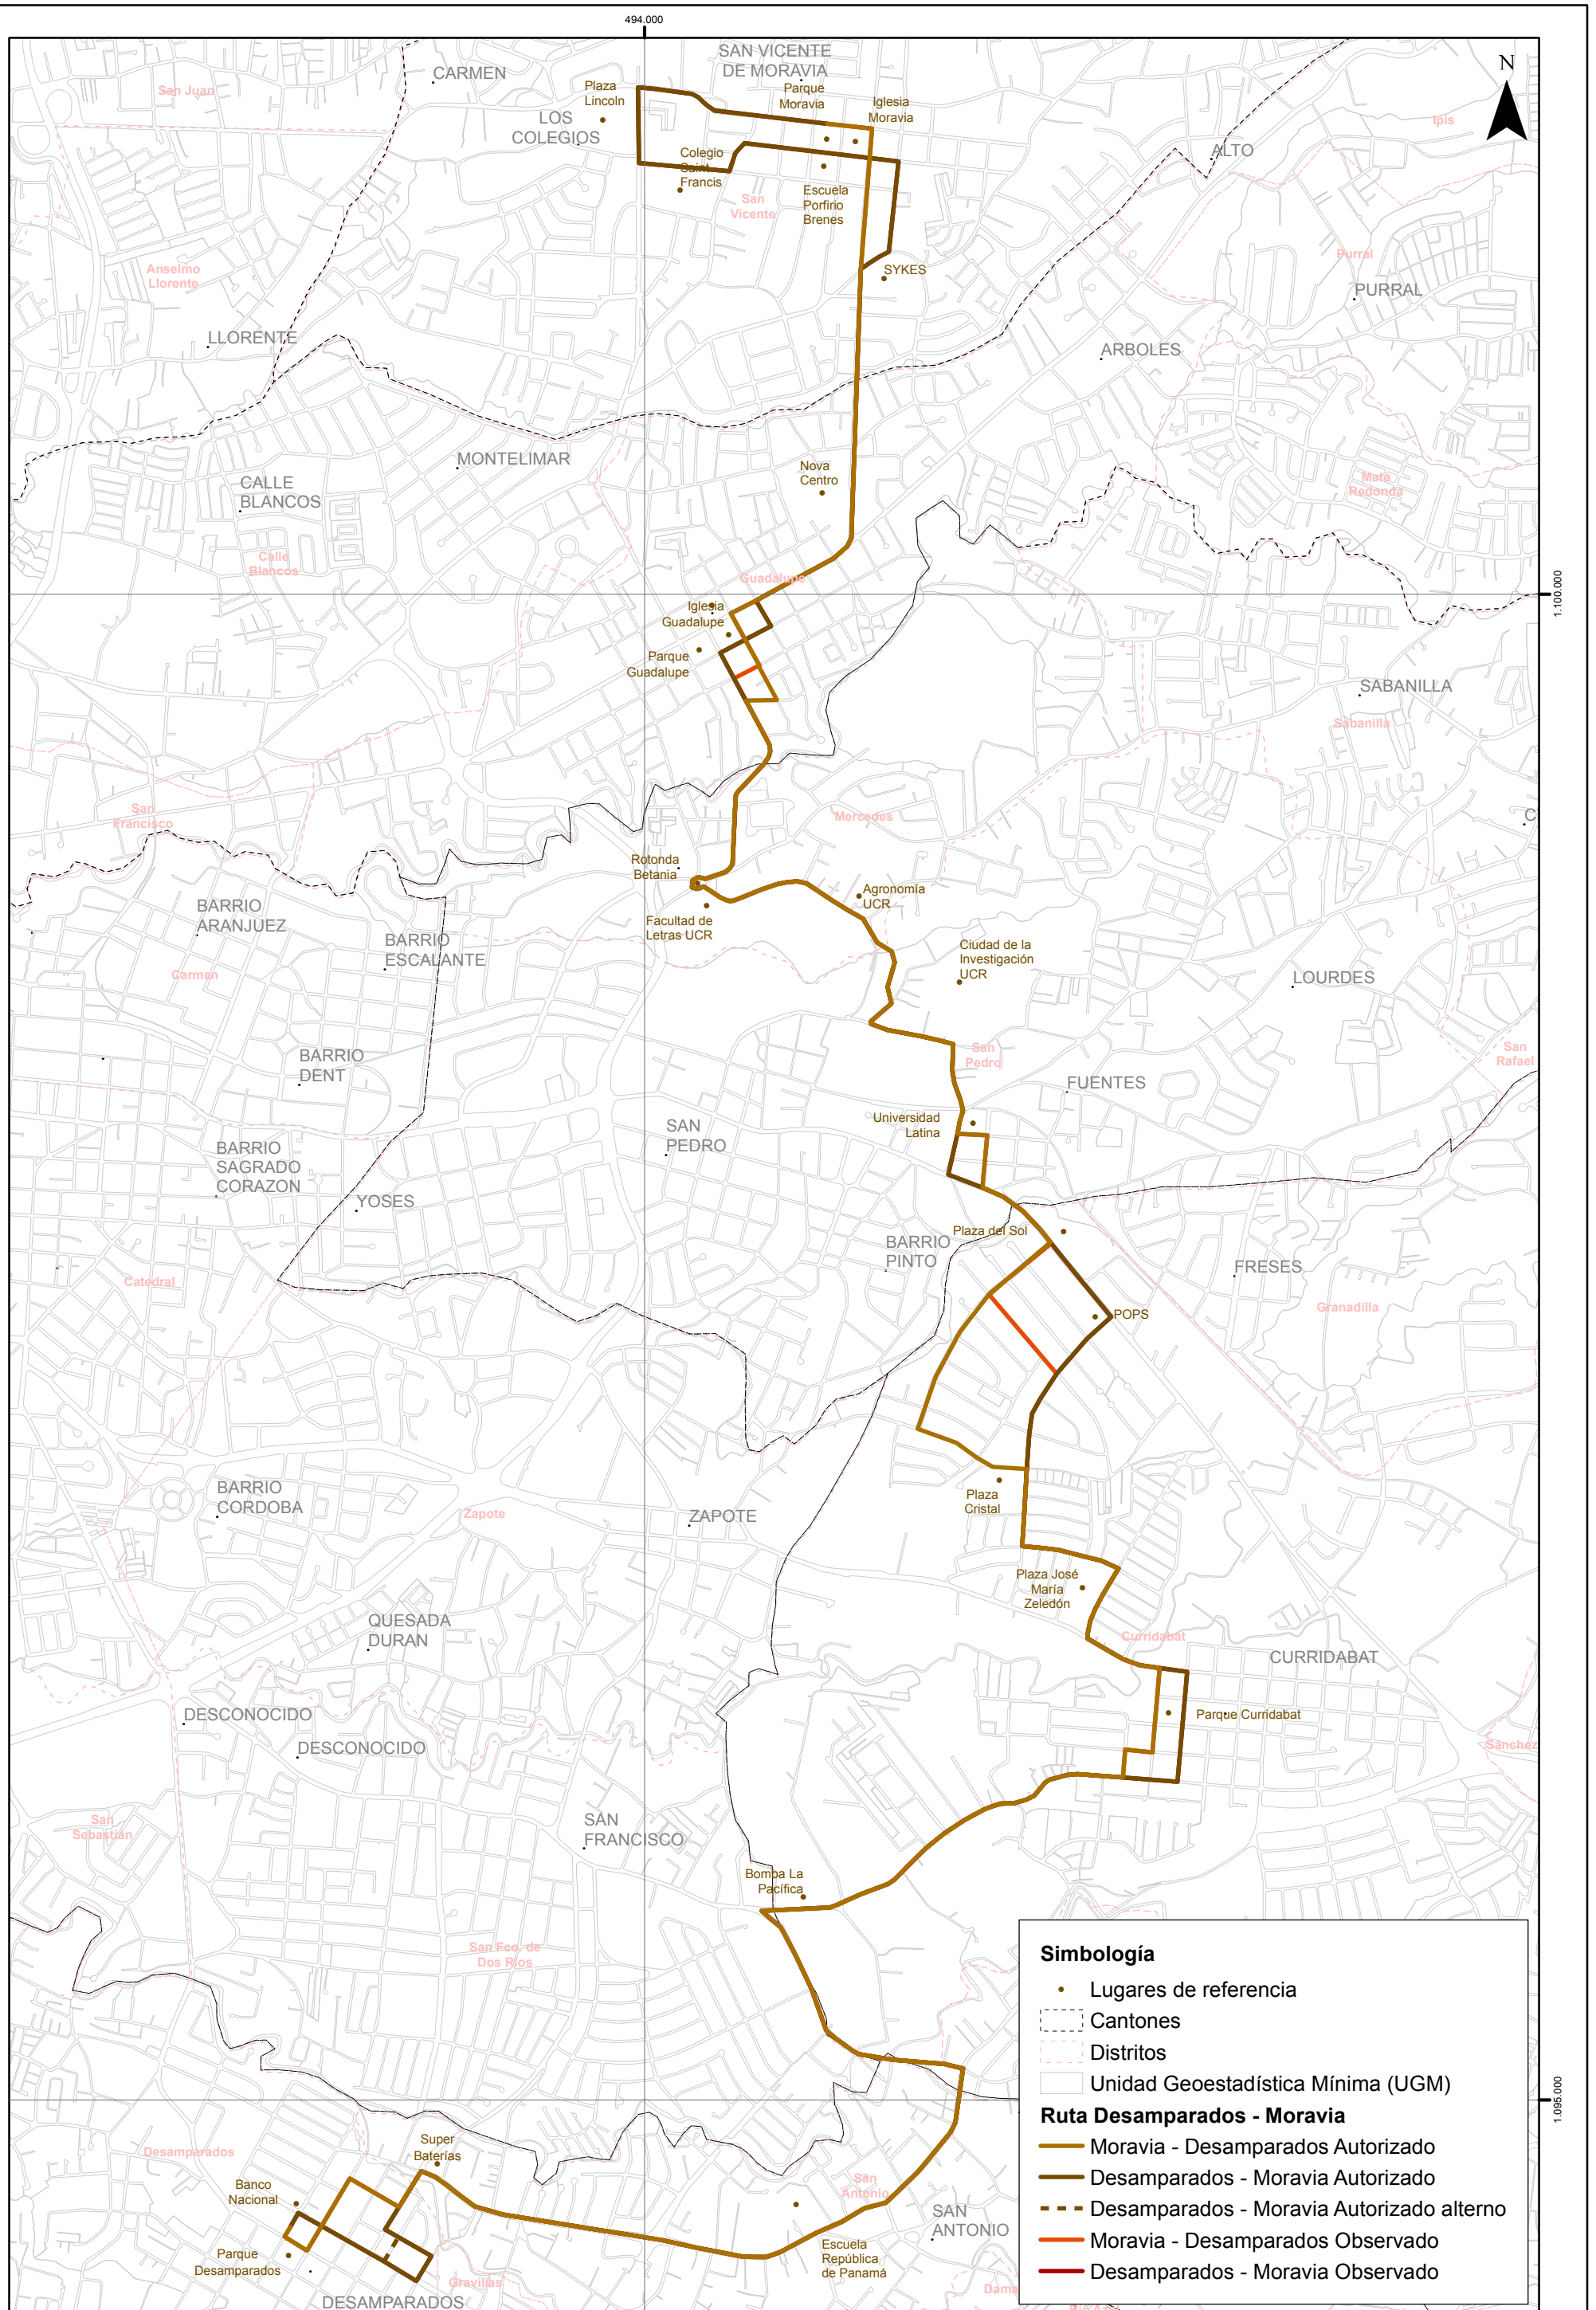 494.000
SAN VICENTE
DE MORAVIA
N
CARMEN
San Juan
Plaza
Lincoln
Parque
Moravia
Iglesia
Moravia
LOS
COLEGIOS
Ipis
ALTO
Colegio
Saint
Francis
San
Vicente
Escuela
Porfirio
Brenes
Anselmo
Llorente
SYKES
Purral
PURRAL
LLORENTE
ARBOLES
MONTELIMAR
Nova
Centro
CALLE
BLANCOS
Mata
Redonda
Calle
Blancos
Guadalupe
1.100.000
Iglesia
Guadalupe
Parque
Guadalupe
SABANILLA
Sabanilla
San
Francisco
Mercedes
C
Rotonda
Betania
Agronomía
UCR
BARRIO
ARANJUEZ
Facultad de
Letras UCR
BARRIO
ESCALANTE
Ciudad de la
Investigación
UCR
Carmen
LOURDES
BARRIO
DENT
San
Pedro
San
Rafael
FUENTES
Universidad
Latina
SAN
PEDRO
BARRIO
SAGRADO
CORAZON
YOSES
Plaza del Sol
BARRIO
PINTO
FRESES
Catedral
Granadilla
POPS
BARRIO
CORDOBA
Plaza
Cristal
Zapote
ZAPOTE
Plaza José
María
Zeledón
QUESADA
DURAN
Curridabat
CURRIDABAT
DESCONOCIDO
Parque Curridabat
DESCONOCIDO
Sánchez
San
Sebastián
SAN
FRANCISCO
Bomba La
Pacífica
San Fco. de
Dos Ríos
Simbología
Lugares de referencia
Cantones
Distritos
Unidad Geoestadística Mínima (UGM)
Ruta Desamparados - Moravia
Moravia - Desamparados Autorizado
Desamparados - Moravia Autorizado
Desamparados - Moravia Autorizado alterno
Moravia - Desamparados Observado
Desamparados - Moravia Observado
1.095.000
Desamparados
Super
Baterías
Banco
Nacional
San
Antonio
SAN
ANTONIO
Parque
Desamparados
Escuela
República
de Panamá
Gravilias
Dama
DESAMPARADOS